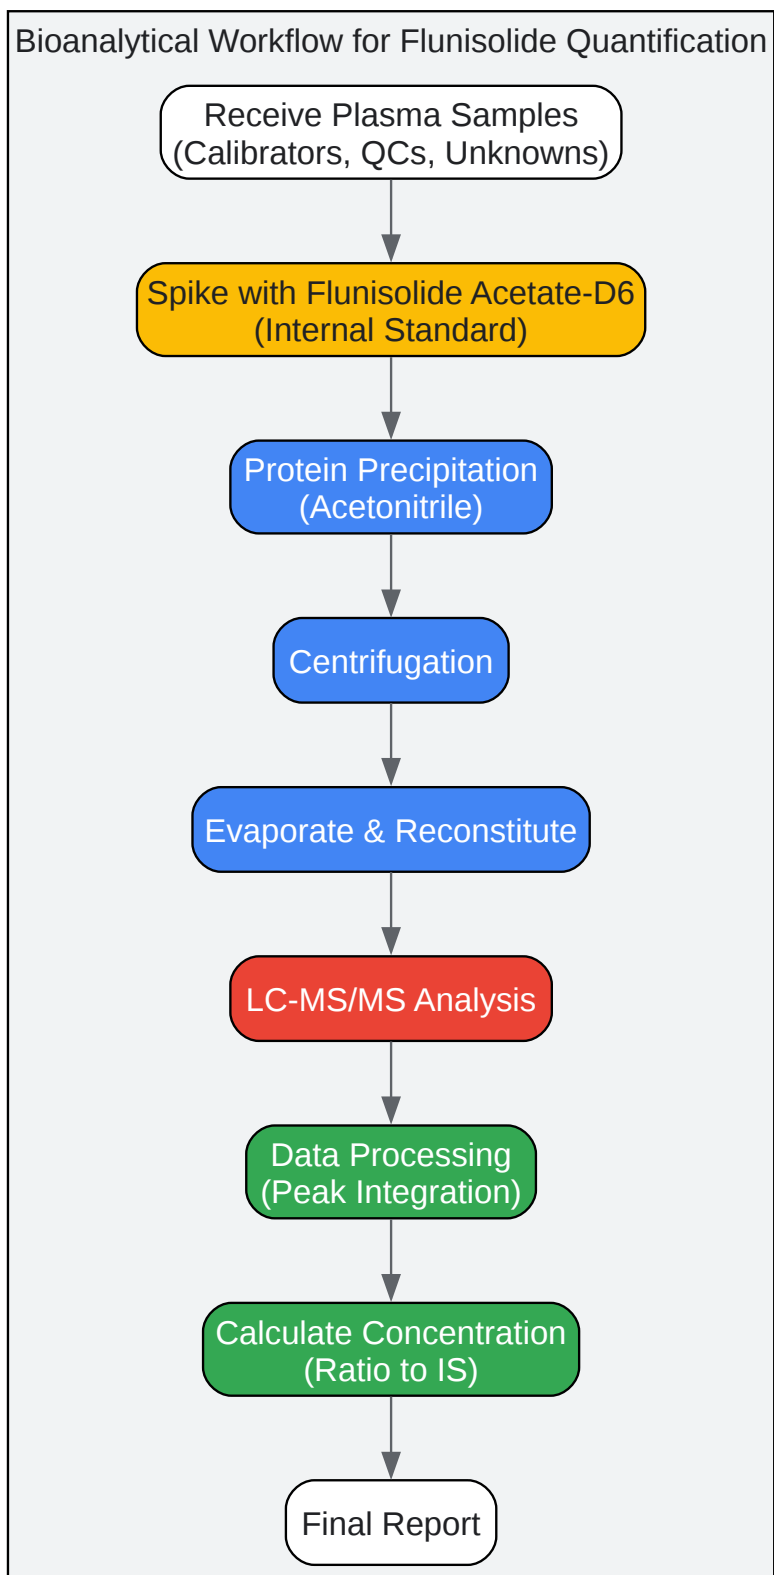 Bioanalytical Workflow for Flunisolide Quantification
Receive Plasma Samples
(Calibrators, QCs, Unknowns)
Spike with Flunisolide Acetate-D6
(Internal Standard)
Protein Precipitation
(Acetonitrile)
Centrifugation
Evaporate & Reconstitute
LC-MS/MS Analysis
Data Processing
(Peak Integration)
Calculate Concentration
(Ratio to IS)
Final Report